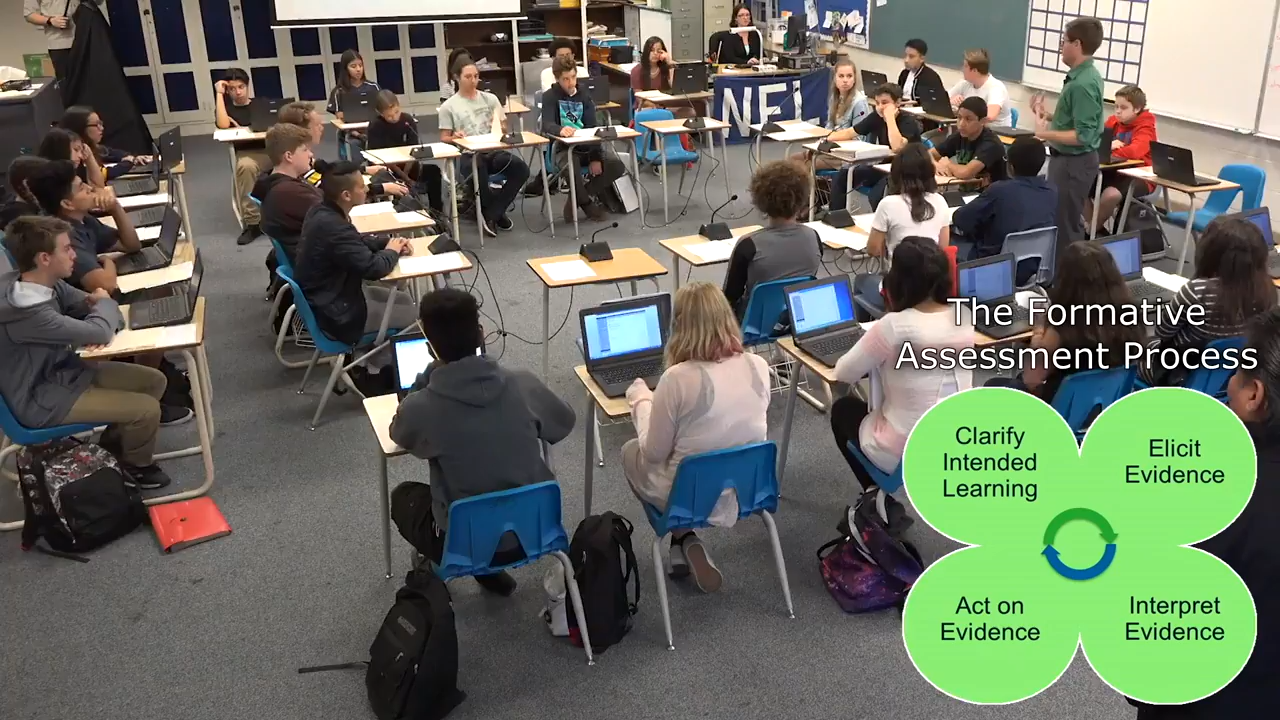 NFL
The Formative
Assessment Process
Clarify
Intended
Learning
Elicit
Evidence
Act on
Evidence
Interpret
Evidence